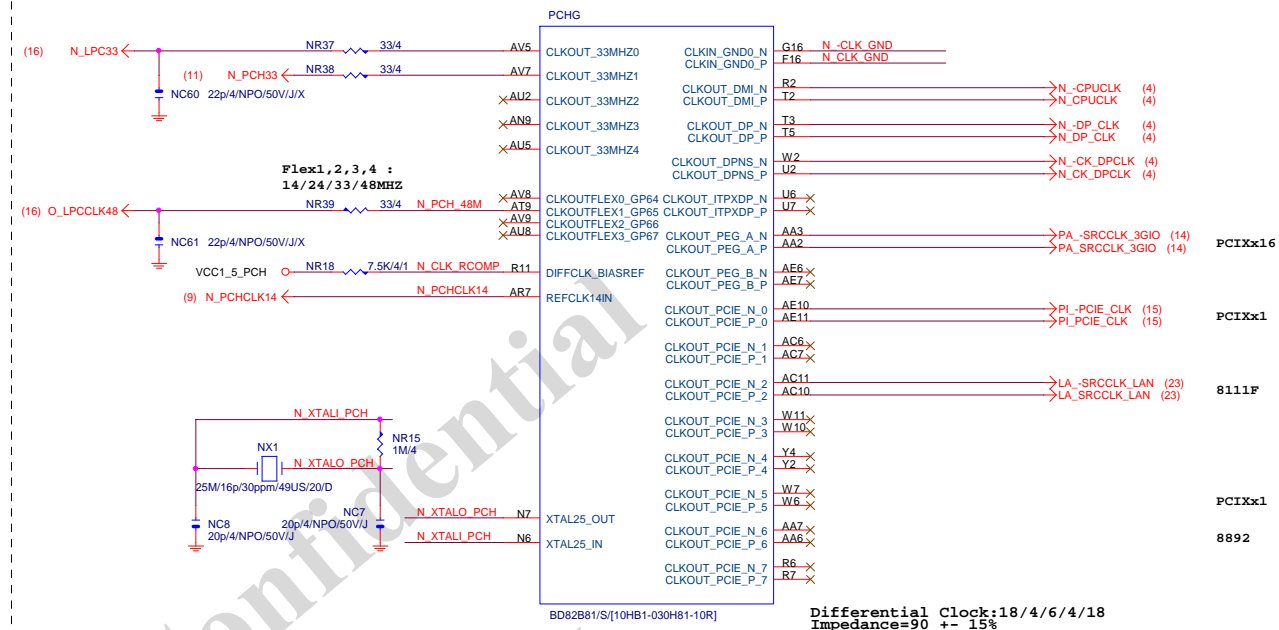 PCHG
(16) N_LPC33
NR37 33/4 AV5 CLKOUT_33MHZ0
(11) N_PCH33 NR38 33/4 AV7 CLKOUT_33MHZ1
NC60 22p/4/NPO/50V/J/X
AU2 CLKOUT_33MHZ2
AN9 CLKOUT_33MHZ3
AU5 CLKOUT_33MHZ4
Flex1,2,3,4 :
14/24/33/48MHZ
AV8 CLKOUTFLEX0_GP64
(16) O_LPCCLK48 NR39 33/4 N_PCH_48M AT9 CLKOUTFLEX1_GP65
AV9 CLKOUTFLEX2_GP66
AU8 CLKOUTFLEX3_GP67
NC61 22p/4/NPO/50V/J/X
VCC1_5_PCH NR18 7.5K/4/1 N_CLK_RCOMP R11 DIFFCLK_BIASREF
(9) N_PCHCLK14 N_PCHCLK14 AR7 REFCLK14IN
N_XTALI_PCH
NR15
1M/4
NX1
N_XTALO_PCH
25M/16p/30ppm/49US/20/D
NC8
20p/4/NPO/50V/J
NC7
20p/4/NPO/50V/J
N_XTALO_PCH N7 XTAL25_OUT
N_XTALI_PCH N6 XTAL25_IN
CLKIN_GND0_N G16 N_-CLK_GND
CLKIN_GND0_P F16 N_CLK_GND
CLKOUT_DMI_N R2 N_-CPUCLK (4)
CLKOUT_DMI_P T2 N_CPUCLK (4)
CLKOUT_DP_N T3 N_-DP_CLK (4)
CLKOUT_DP_P T5 N_DP_CLK (4)
CLKOUT_DPNS_N W2 N_-CK_DPCLK (4)
CLKOUT_DPNS_P U2 N_CK_DPCLK (4)
CLKOUT_ITPXDP_N U6
CLKOUT_ITPXDP_P U7
CLKOUT_PEG_A_N AA3 PA_-SRCCLK_3GIO (14)
CLKOUT_PEG_A_P AA2 PA_SRCCLK_3GIO (14)
PCIXx16
CLKOUT_PEG_B_N AE6
CLKOUT_PEG_B_P AE7
CLKOUT_PCIE_N_0 AE10 PI_-PCIE_CLK (15)
CLKOUT_PCIE_P_0 AE11 PI_PCIE_CLK (15)
PCIXx1
CLKOUT_PCIE_N_1 AC6
CLKOUT_PCIE_P_1 AC7
CLKOUT_PCIE_N_2 AC11 LA_-SRCCLK_LAN (23)
CLKOUT_PCIE_P_2 AC10 LA_SRCCLK_LAN (23)
8111F
CLKOUT_PCIE_N_3 W11
CLKOUT_PCIE_P_3 W10
CLKOUT_PCIE_N_4 Y4
CLKOUT_PCIE_P_4 Y2
CLKOUT_PCIE_N_5 W7
CLKOUT_PCIE_P_5 W6
PCIXx1
CLKOUT_PCIE_N_6 AA7
CLKOUT_PCIE_P_6 AA6
8892
CLKOUT_PCIE_N_7 R6
CLKOUT_PCIE_P_7 R7
BD82B81/S/[10HB1-030H81-10R]
Differential Clock:18/4/6/4/18
Impedance=90 +- 15%
Confidential